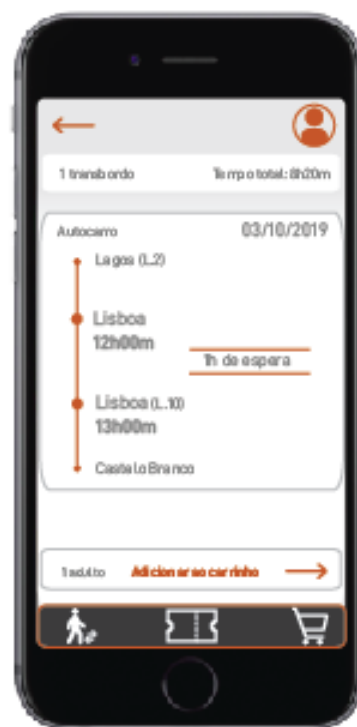 1 transbordo Tempo total: 8h20m
Autocarro 03/10/2019
Lagos (L.2)
Lisboa
12h00m
1h de espera
Lisboa (L.10)
13h00m
Castelo Branco
1 adulto Adicionar ao carrinho